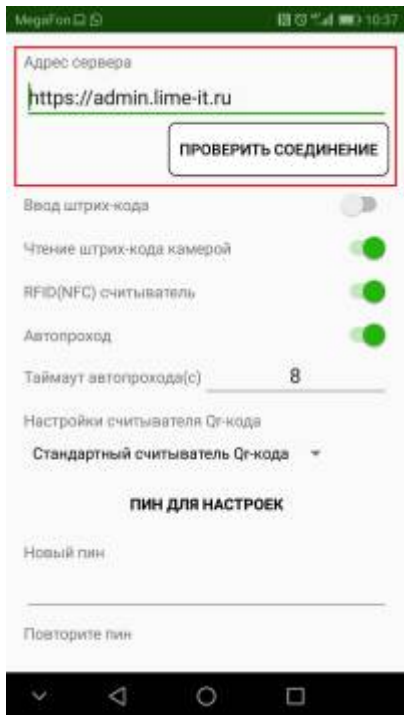 MegaFon 10:37
Адрес сервера
https://admin.lime-it.ru
ПРОВЕРИТЬ СОЕДИНЕНИЕ
Ввод штрих-кода
Чтение штрих-кода камерой
RFID(NFC) считыватель
Автопроход
Таймаут автопрохода(с) 8
Настройки считывателя Qr-кода
Стандартный считыватель Qr-кода
ПИН ДЛЯ НАСТРОЕК
Новый пин
Повторите пин